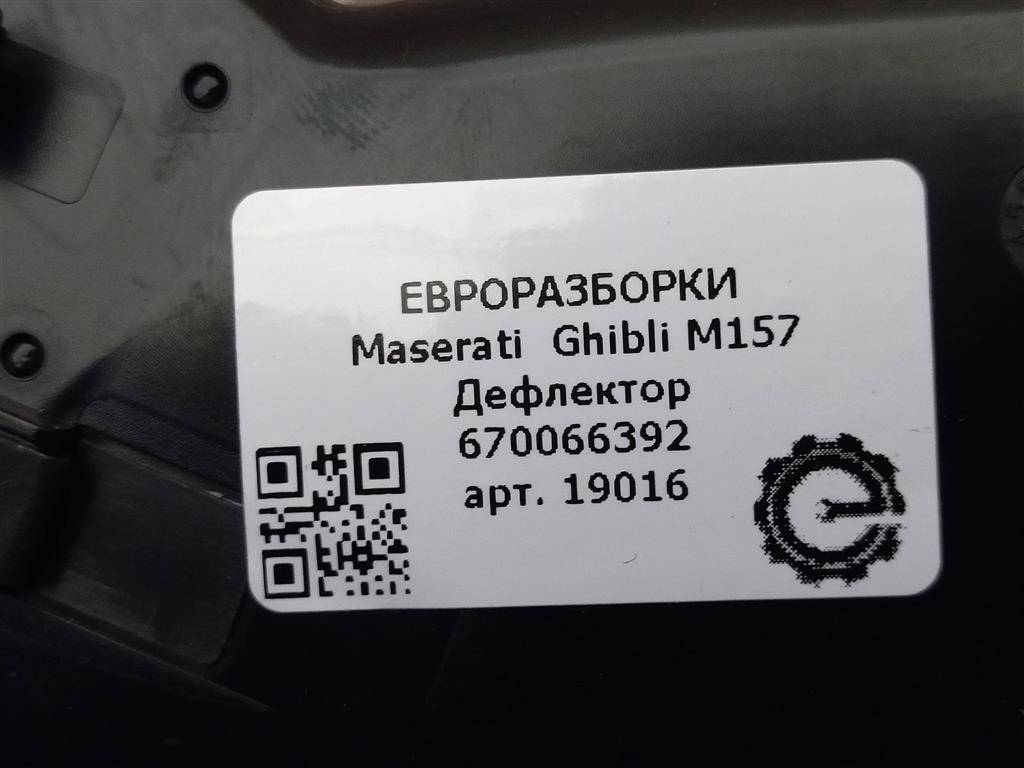 ЕВРОРАЗБОРКИ
Maserati Ghibli M157
Дефлектор
670066392
арт. 19016